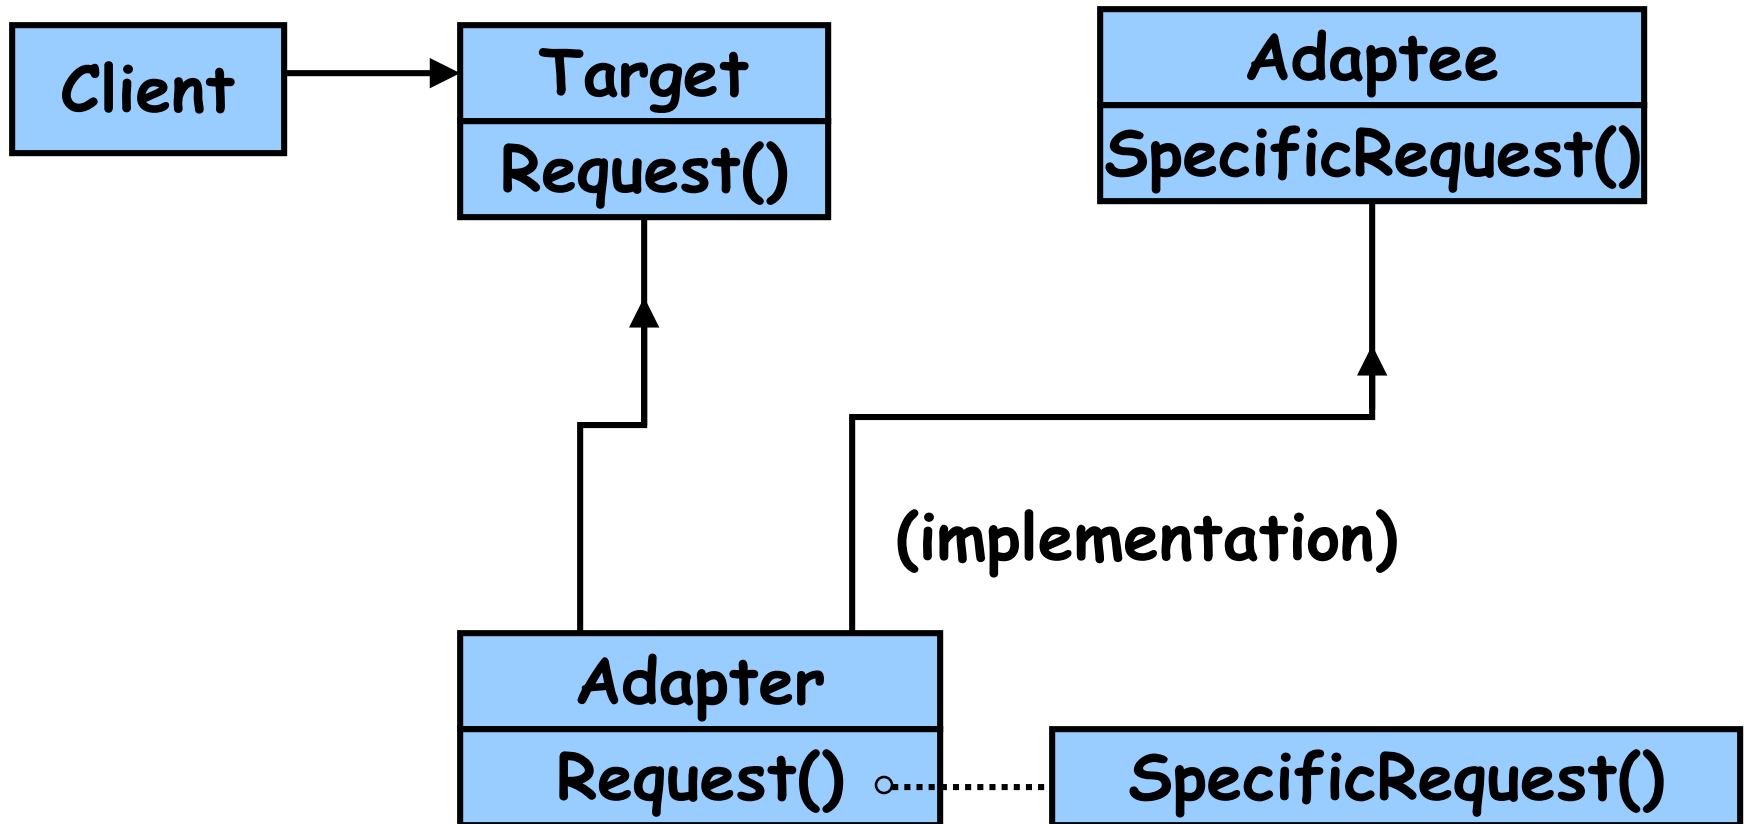 Client
Target
Request()
Adaptee
SpecificRequest()
(implementation)
Adapter
Request()
SpecificRequest()